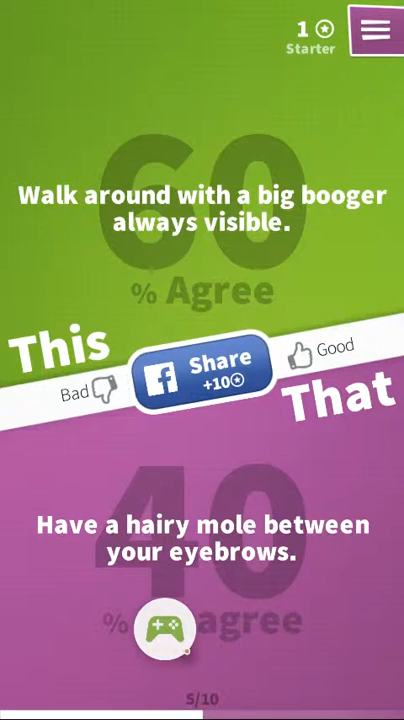 1
Starter
60
Walk around with a big booger
always visible.
% Agree
This
Bad
Share
+10
Good
That
40
Have a hairy mole between
your eyebrows.
% agree
5/10